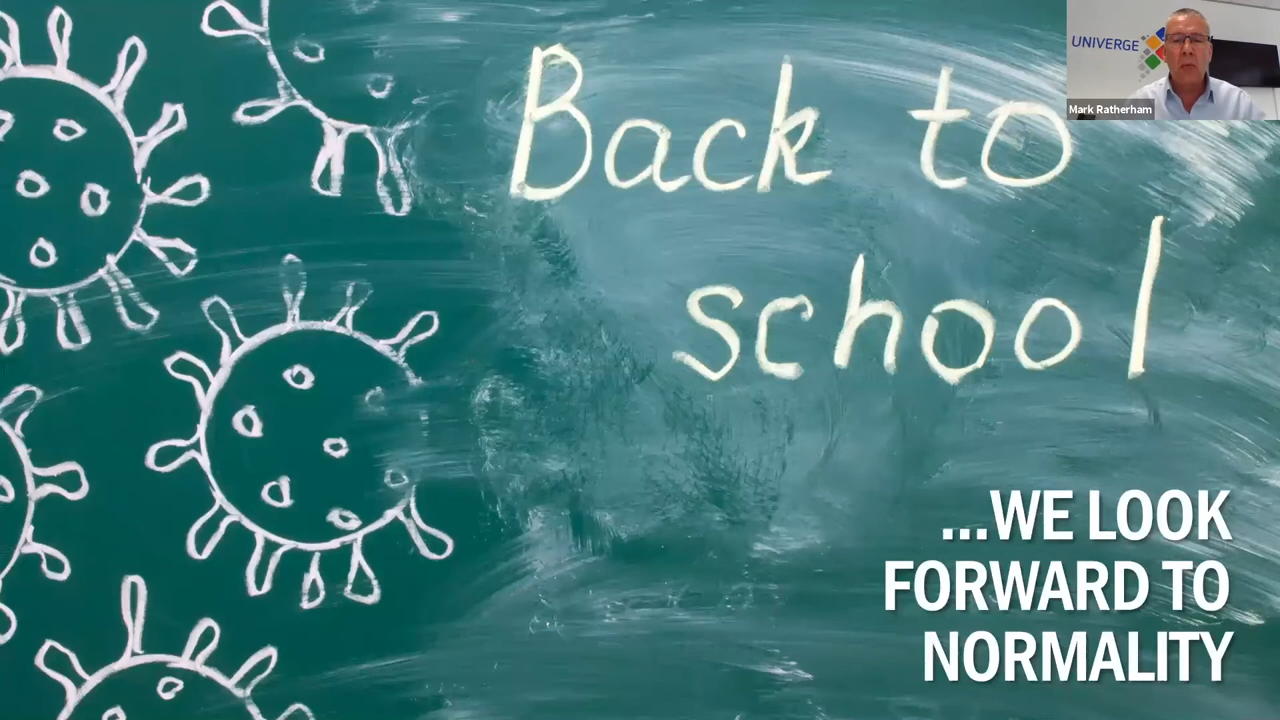 Back to
school
...WE LOOK
FORWARD TO
NORMALITY
UNIVERGE
Mark Ratherham